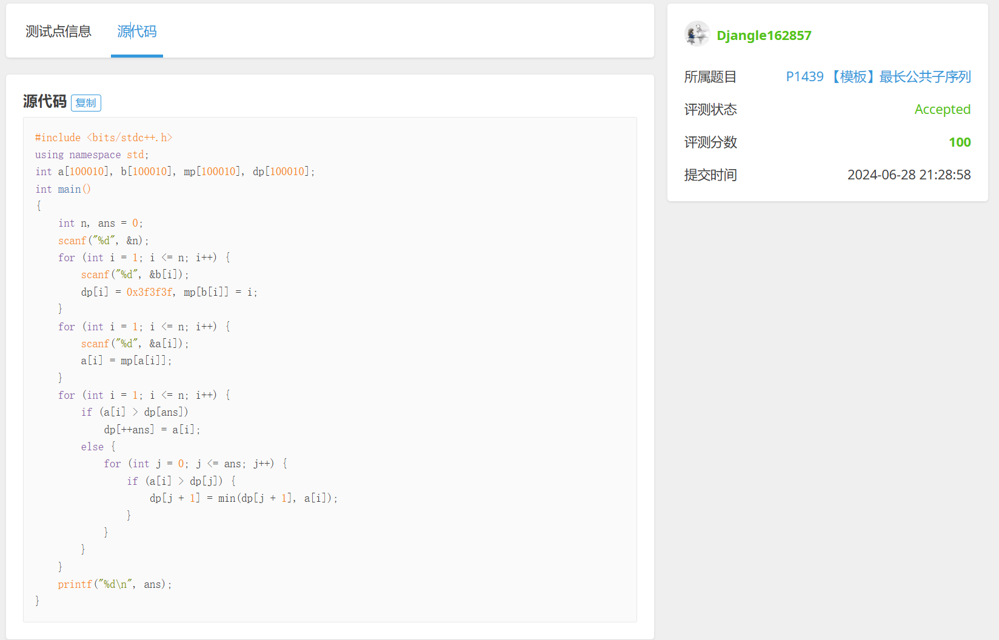 测试点信息
源代码
源代码 复制
#include <bits/stdc++.h>
using namespace std;
int a[100010], b[100010], mp[100010], dp[100010];
int main()
{
    int n, ans = 0;
    scanf("%d", &n);
    for (int i = 1; i <= n; i++) {
        scanf("%d", &b[i]);
        dp[i] = 0x3f3f3f, mp[b[i]] = i;
    }
    for (int i = 1; i <= n; i++) {
        scanf("%d", &a[i]);
        a[i] = mp[a[i]];
    }
    for (int i = 1; i <= n; i++) {
        if (a[i] > dp[ans])
            dp[++ans] = a[i];
        else {
            for (int j = 0; j <= ans; j++) {
                if (a[i] > dp[j]) {
                    dp[j + 1] = min(dp[j + 1], a[i]);
                }
            }
        }
    }
    printf("%d\n", ans);
}
Djangle162857
所属题目 P1439 【模板】最长公共子序列
评测状态 Accepted
评测分数 100
提交时间 2024-06-28 21:28:58